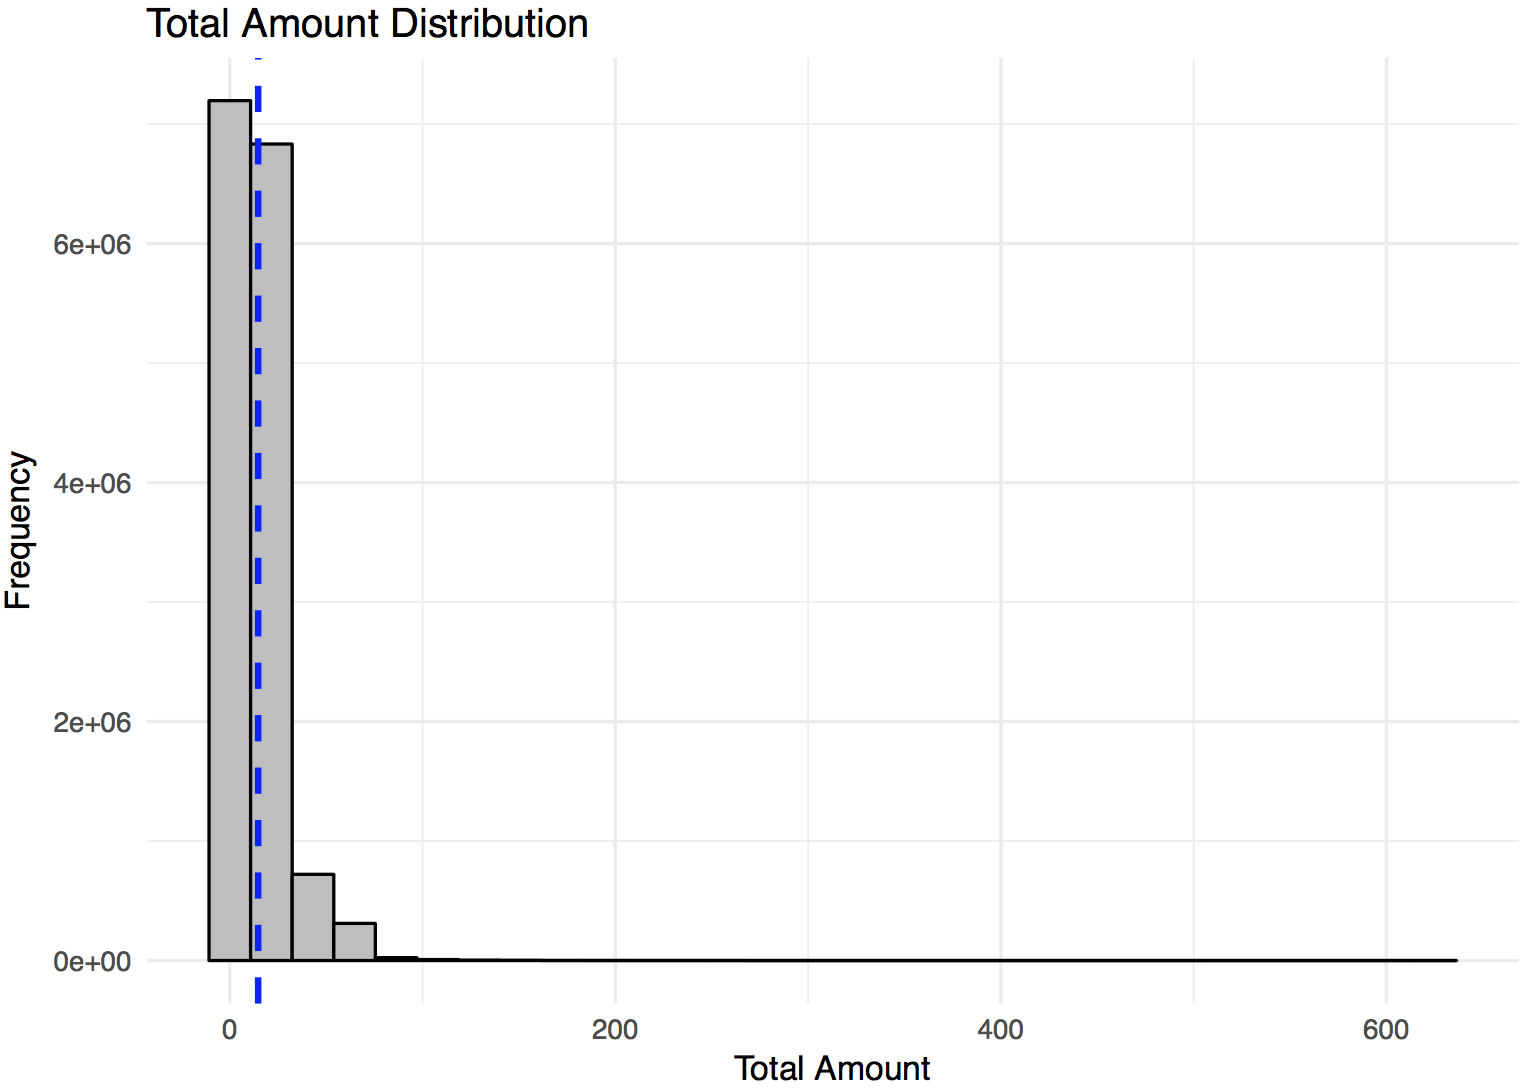 Total Amount Distribution
6e+06
4e+06
2e+06
0e+00
Frequency
0
200
400
600
Total Amount